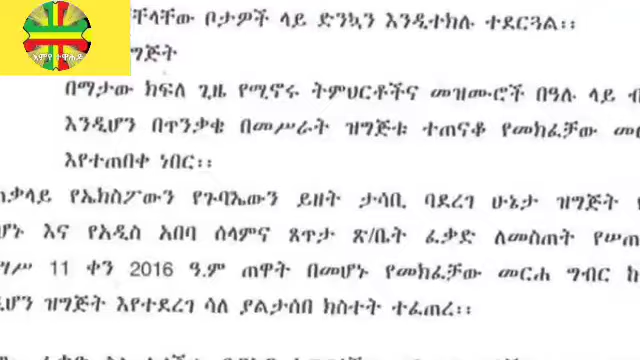 ቸላቸው ቦታዎች ላይ ድንኳን እንዲተክሉ ተደርጓል።
ግጅት
በማታው ክፍለ ጊዜ የሚኖሩ ትምህርቶችና መዝሙሮች በዓሉ ላይ
እንዲሆን በጥንቃቄ በመሥራት ዝግጅቱ ተጠናቆ የመክፈቻው
እየተጠበቀ ነበር።
የኤክስፖውን የጉባኤውን ይዘት ታሳቢ ባደረገ ሁኔታ ዝግጅት
እና የአዲስ አበባ ሰላምና ጸጥታ ጽ/ቤት ፈቃድ ለመስጠት
11 ቀን 2016 ዓ.ም ጠዋት በመሆኑ የመክፈቻው መርሐ ግብር
ዝግጅት እየተደረገ ሳለ ያልታሰበ ክስተት ተፈጠረ።